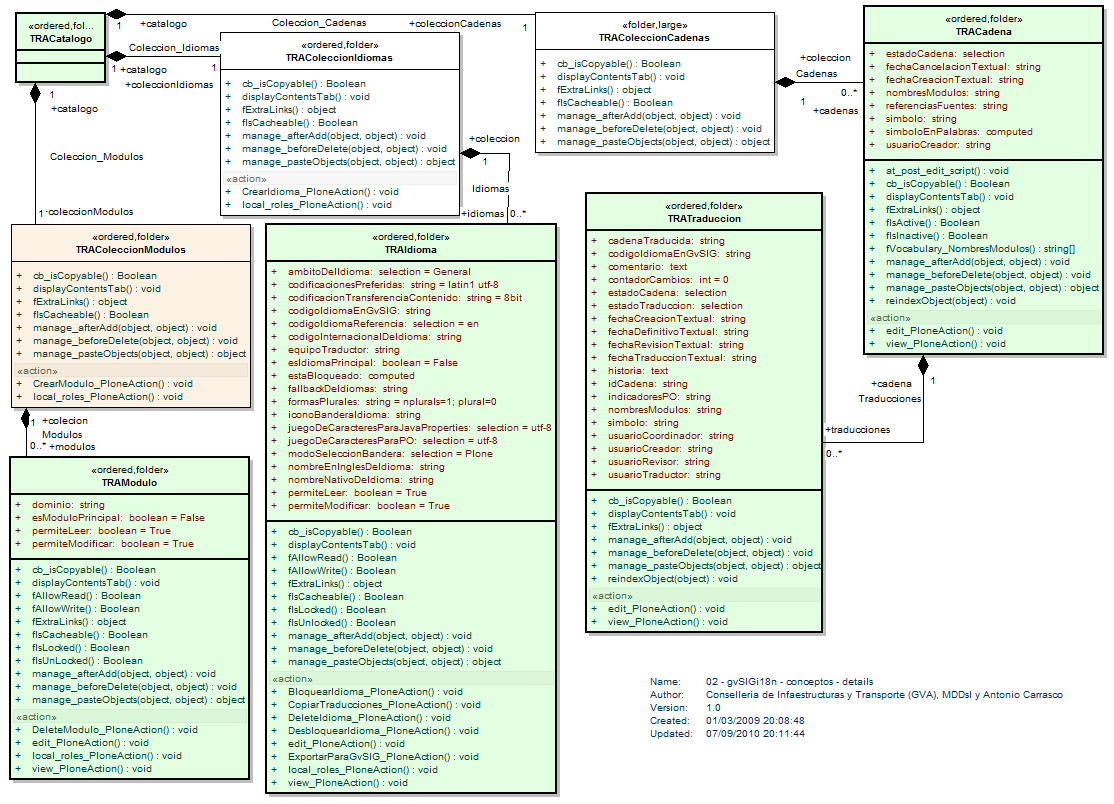 «ordered,fol...
TRACatalogo
1
+catalogo
Coleccion_Cadenas
+coleccionCadenas
1
Coleccion_Idiomas
1
+catalogo
+coleccionIdiomas
1
1
+catalogo
Coleccion_Modulos
1
+coleccionModulos
«ordered,folder»
TRAColeccionIdiomas
+ cb_isCopyable() : Boolean
+ displayContentsTab() : void
+ fExtraLinks() : object
+ fIsCacheable() : Boolean
+ manage_afterAdd(object, object) : void
+ manage_beforeDelete(object, object) : void
+ manage_pasteObjects(object, object) : object
«action»
+ CrearIdioma_PloneAction() : void
+ local_roles_PloneAction() : void
+coleccion
1
Idiomas
+idiomas
0..*
«folder,large»
TRAColeccionCadenas
+ cb_isCopyable() : Boolean
+ displayContentsTab() : void
+ fExtraLinks() : object
+ fIsCacheable() : Boolean
+ manage_afterAdd(object, object) : void
+ manage_beforeDelete(object, object) : void
+ manage_pasteObjects(object, object) : object
+coleccion
Cadenas
0..*
1
+cadenas
«ordered,folder»
TRACadena
+ estadoCadena: selection
+ fechaCancelacionTextual: string
+ fechaCreacionTextual: string
+ nombresModulos: string
+ referenciasFuentes: string
+ simbolo: string
+ simboloEnPalabras: computed
+ usuarioCreador: string
+ at_post_edit_script() : void
+ cb_isCopyable() : Boolean
+ displayContentsTab() : void
+ fExtraLinks() : object
+ fIsActive() : Boolean
+ fIsInactive() : Boolean
+ fVocabulary_NombresModulos() : string[]
+ manage_afterAdd(object, object) : void
+ manage_beforeDelete(object, object) : void
+ manage_pasteObjects(object, object) : object
+ reindexObject(object) : void
«action»
+ edit_PloneAction() : void
+ view_PloneAction() : void
+cadena
1
Traducciones
+traducciones
0..*
«ordered,folder»
TRAColeccionModulos
+ cb_isCopyable() : Boolean
+ displayContentsTab() : void
+ fExtraLinks() : object
+ fIsCacheable() : Boolean
+ manage_afterAdd(object, object) : void
+ manage_beforeDelete(object, object) : void
+ manage_pasteObjects(object, object) : object
«action»
+ CrearModulo_PloneAction() : void
+ local_roles_PloneAction() : void
1
+colecion
Modulos
0..*
+modulos
«ordered,folder»
TRAModulo
+ dominio: string
+ esModuloPrincipal: boolean = False
+ permiteLeer: boolean = True
+ permiteModificar: boolean = True
+ cb_isCopyable() : Boolean
+ displayContentsTab() : void
+ fAllowRead() : Boolean
+ fAllowWrite() : Boolean
+ fExtraLinks() : object
+ fIsCacheable() : Boolean
+ fIsLocked() : Boolean
+ fIsUnLocked() : Boolean
+ manage_afterAdd(object, object) : void
+ manage_beforeDelete(object, object) : void
+ manage_pasteObjects(object, object) : object
«action»
+ DeleteModulo_PloneAction() : void
+ edit_PloneAction() : void
+ local_roles_PloneAction() : void
+ view_PloneAction() : void
«ordered,folder»
TRAIdioma
+ ambitoDelIdioma: selection = General
+ codificacionesPreferidas: string = latin1 utf-8
+ codificacionTransferenciaContenido: string = 8bit
+ codigoIdiomaEnGvSIG: string
+ codigoIdiomaReferencia: selection = en
+ codigoInternacionalDeIdioma: string
+ equipoTraductor: string
+ esIdiomaPrincipal: boolean = False
+ estaBloqueado: computed
+ fallbackDeIdiomas: string
+ formasPlurales: string = nplurals=1; plural=0
+ iconoBanderaIdioma: string
+ juegoDeCaracteresParaJavaProperties: selection = utf-8
+ juegoDeCaracteresParaPO: selection = utf-8
+ modoSeleccionBandera: selection = Plone
+ nombreEnInglesDeIdioma: string
+ nombreNativoDeIdioma: string
+ permiteLeer: boolean = True
+ permiteModificar: boolean = True
+ cb_isCopyable() : Boolean
+ displayContentsTab() : void
+ fAllowRead() : Boolean
+ fAllowWrite() : Boolean
+ fExtraLinks() : object
+ fIsCacheable() : Boolean
+ fIsLocked() : Boolean
+ fIsUnlocked() : Boolean
+ manage_afterAdd(object, object) : void
+ manage_beforeDelete(object, object) : void
+ manage_pasteObjects(object, object) : object
«action»
+ BloquearIdioma_PloneAction() : void
+ CopiarTraducciones_PloneAction() : void
+ DeleteIdioma_PloneAction() : void
+ DesbloquearIdioma_PloneAction() : void
+ edit_PloneAction() : void
+ ExportarParaGvSIG_PloneAction() : void
+ local_roles_PloneAction() : void
+ view_PloneAction() : void
«ordered,folder»
TRATraduccion
+ cadenaTraducida: string
+ codigoIdiomaEnGvSIG: string
+ comentario: text
+ contadorCambios: int = 0
+ estadoCadena: selection
+ estadoTraduccion: selection
+ fechaCreacionTextual: string
+ fechaDefinitivoTextual: string
+ fechaRevisionTextual: string
+ fechaTraduccionTextual: string
+ historia: text
+ idCadena: string
+ indicadoresPO: string
+ nombresModulos: string
+ simbolo: string
+ usuarioCoordinador: string
+ usuarioCreador: string
+ usuarioRevisor: string
+ usuarioTraductor: string
+ cb_isCopyable() : Boolean
+ displayContentsTab() : void
+ fExtraLinks() : object
+ manage_afterAdd(object, object) : void
+ manage_beforeDelete(object, object) : void
+ manage_pasteObjects(object, object) : object
+ reindexObject(object) : void
«action»
+ edit_PloneAction() : void
+ view_PloneAction() : void
Name: 02 - gvSIGi18n - conceptos - details
Author: Conselleria de Infaestructuras y Transporte (GVA), MDDsl y Antonio Carrasco
Version: 1.0
Created: 01/03/2009 20:08:48
Updated: 07/09/2010 20:11:44